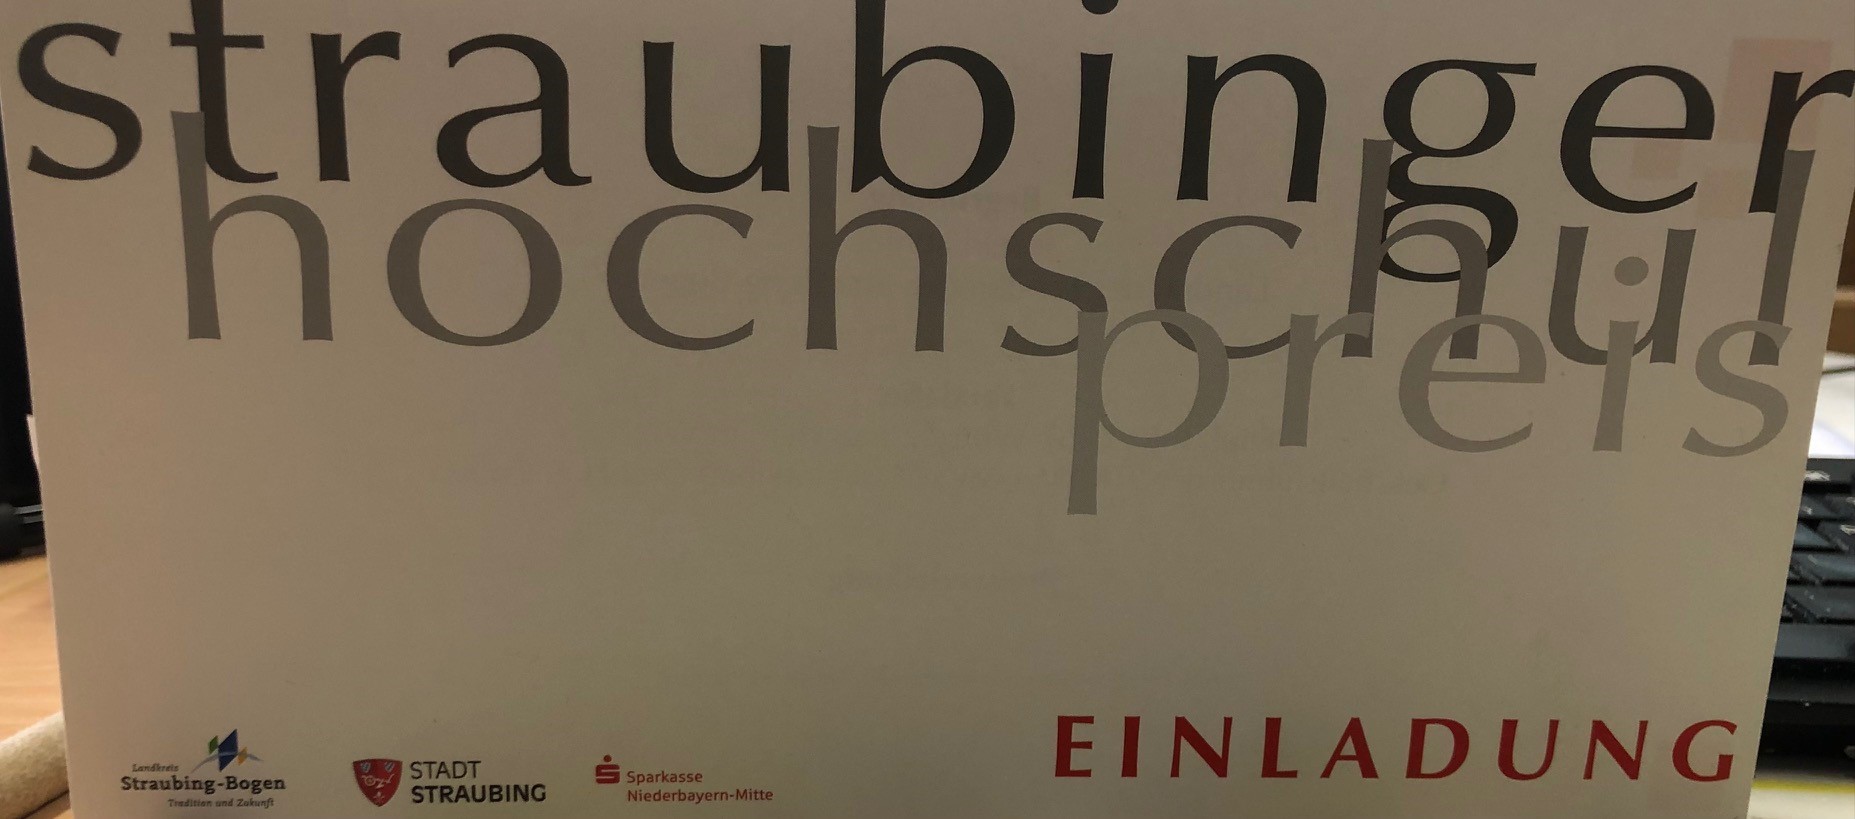 straubinger
hochschul
preis
EINLADUNG
Landkreis
Straubing-Bogen
Tradition und Zukunft
STADT
STRAUBING
Sparkasse
Niederbayern-Mitte